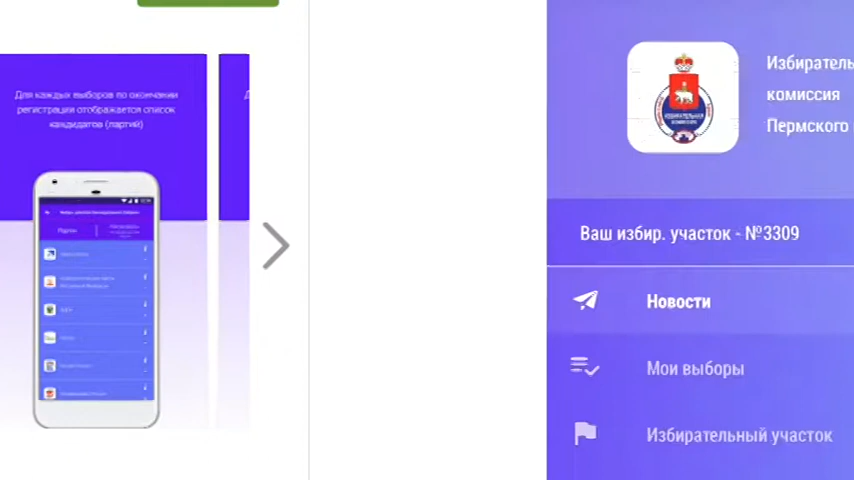 Для каждых выборов по окончании
регистрации отображается список
кандидатов (партий)
Избиратель
комиссия
Пермского
Ваш избир. участок - №3309
Новости
Мои выборы
Избирательный участок